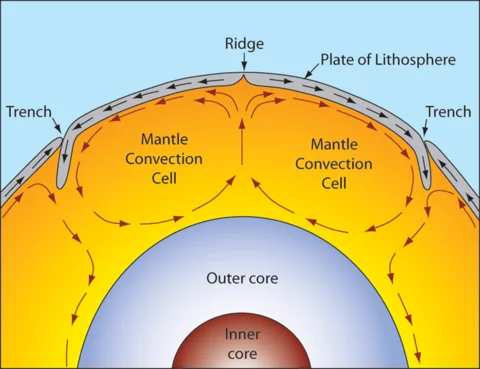 Ridge
Plate of Lithosphere
Trench
Trench
Mantle
Convection
Cell
Mantle
Convection
Cell
Outer core
Inner
core